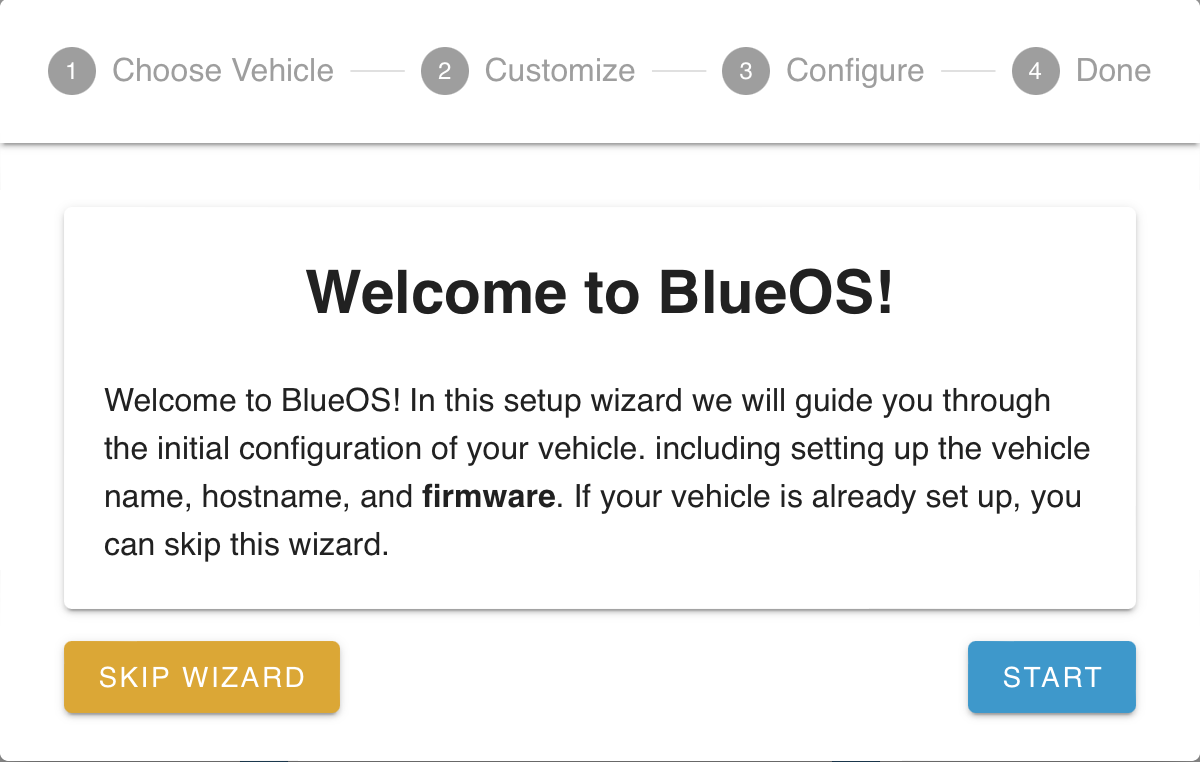 1 Choose Vehicle 2 Customize 3 Configure 4 Done
Welcome to BlueOS!
Welcome to BlueOS! In this setup wizard we will guide you through
the initial configuration of your vehicle. including setting up the vehicle
name, hostname, and firmware. If your vehicle is already set up, you
can skip this wizard.
SKIP WIZARD START